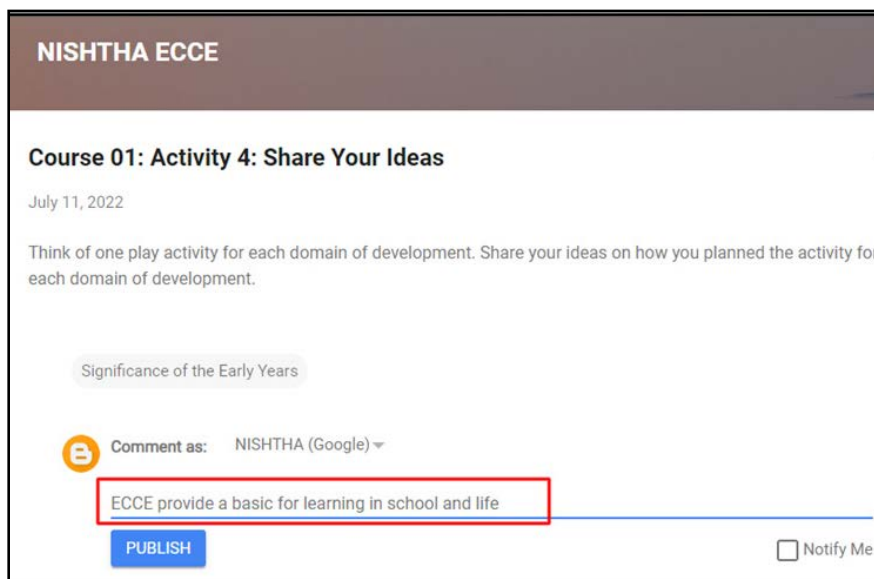 NISHTHA ECCE
Course 01: Activity 4: Share Your Ideas
July 11, 2022
Think of one play activity for each domain of development. Share your ideas on how you planned the activity for
each domain of development.
Significance of the Early Years
Comment as: NISHTHA (Google)
ECCE provide a basic for learning in school and life
PUBLISH
Notify Me